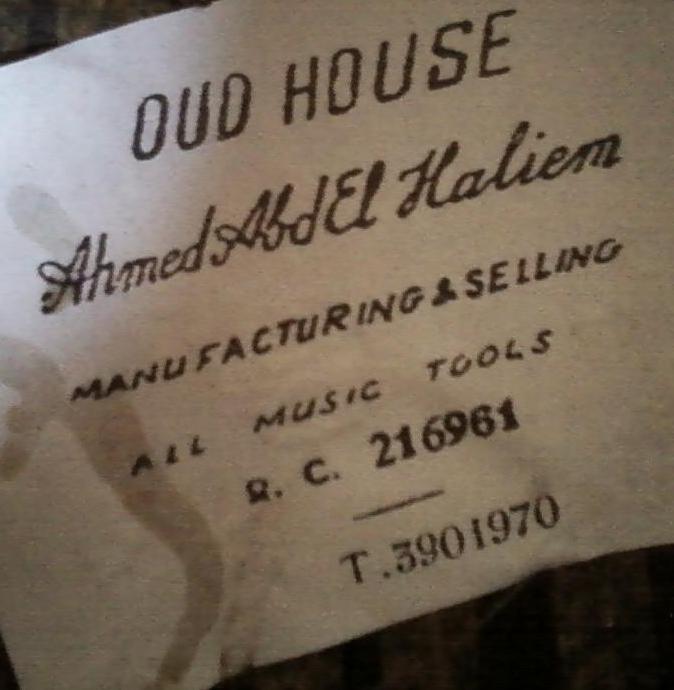 OUD HOUSE
Ahmed Abd El Haliem
MANUFACTURING & SELLING
ALL MUSIC TOOLS
R. C. 216961
T.3901970